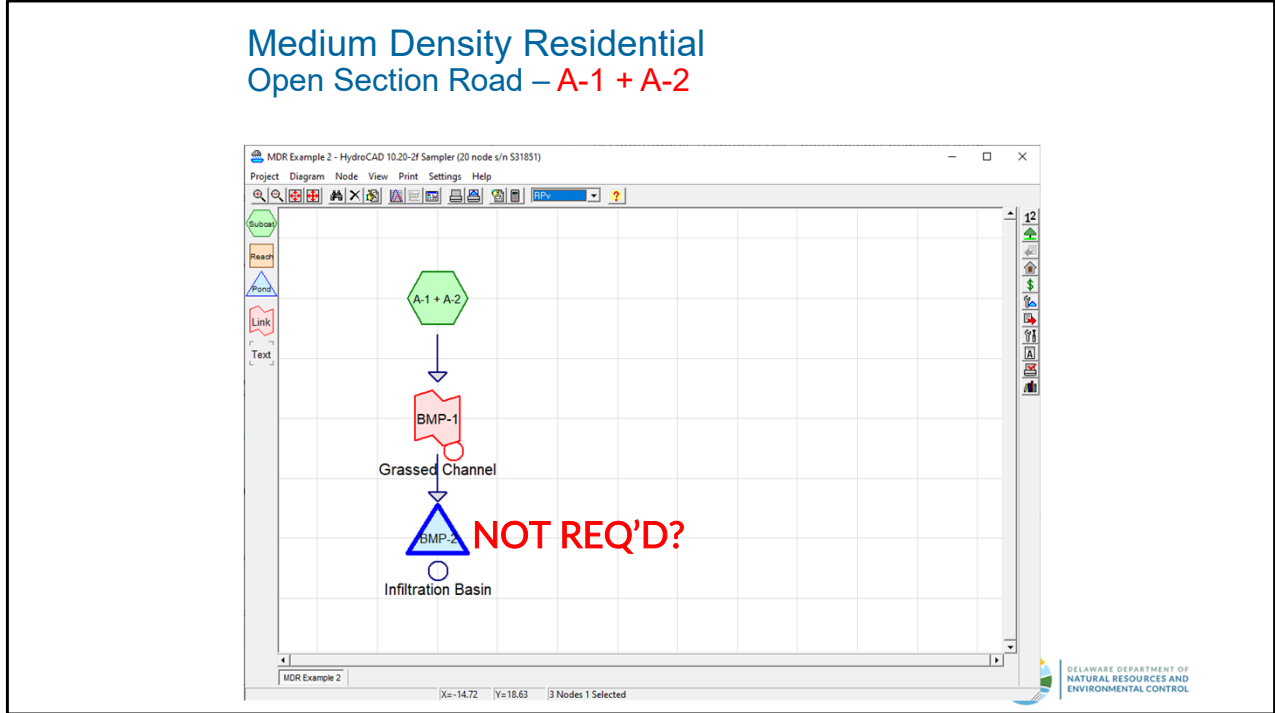 Medium Density Residential
Open Section Road – A-1 + A-2
MDR Example 2 - HydroCAD 10.20-2f Sampler (20 node s/n S31851)
Project Diagram Node View Print Settings Help
RPv
?
Subcat
Reach
Pond
Link
Text
12
$
A
A-1 + A-2
BMP-1
Grassed Channel
BMP-2 NOT REQ’D?
Infiltration Basin
MDR Example 2
X=-14.72 Y=18.63 3 Nodes 1 Selected
DELAWARE DEPARTMENT OF
NATURAL RESOURCES AND
ENVIRONMENTAL CONTROL